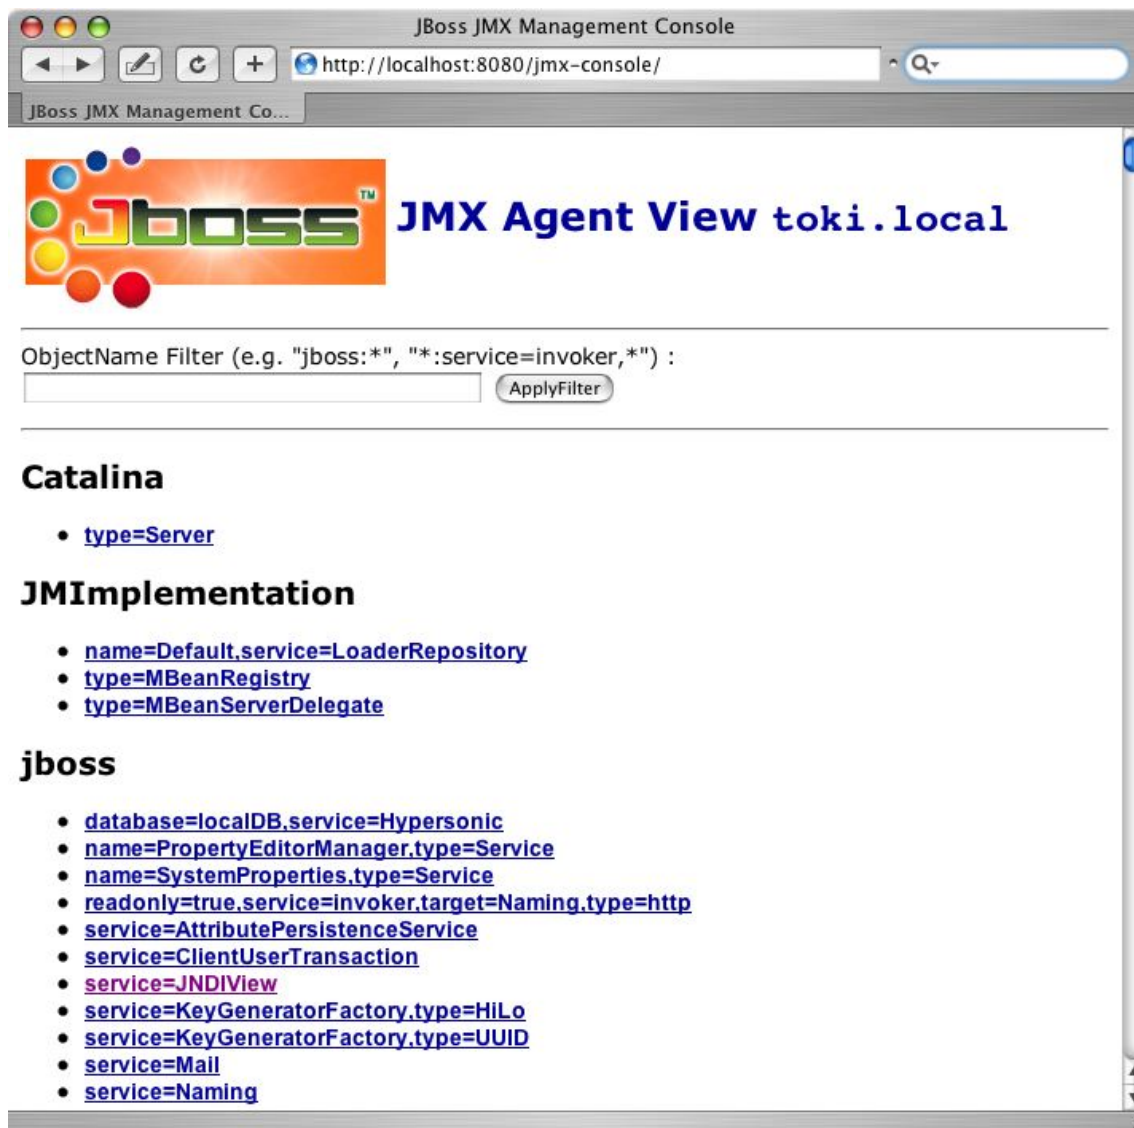 JBoss JMX Management Console
http://localhost:8080/jmx-console/
JBoss JMX Management Co...
Jboss TM
JMX Agent View toki.local
ObjectName Filter (e.g. "jboss:*", "*:service=invoker,*") :
ApplyFilter
Catalina
type=Server
JMImplementation
name=Default,service=LoaderRepository
type=MBeanRegistry
type=MBeanServerDelegate
jboss
database=localDB,service=Hypersonic
name=PropertyEditorManager,type=Service
name=SystemProperties,type=Service
readonly=true,service=invoker,target=Naming,type=http
service=AttributePersistenceService
service=ClientUserTransaction
service=JNDIView
service=KeyGeneratorFactory,type=HiLo
service=KeyGeneratorFactory,type=UUID
service=Mail
service=Naming